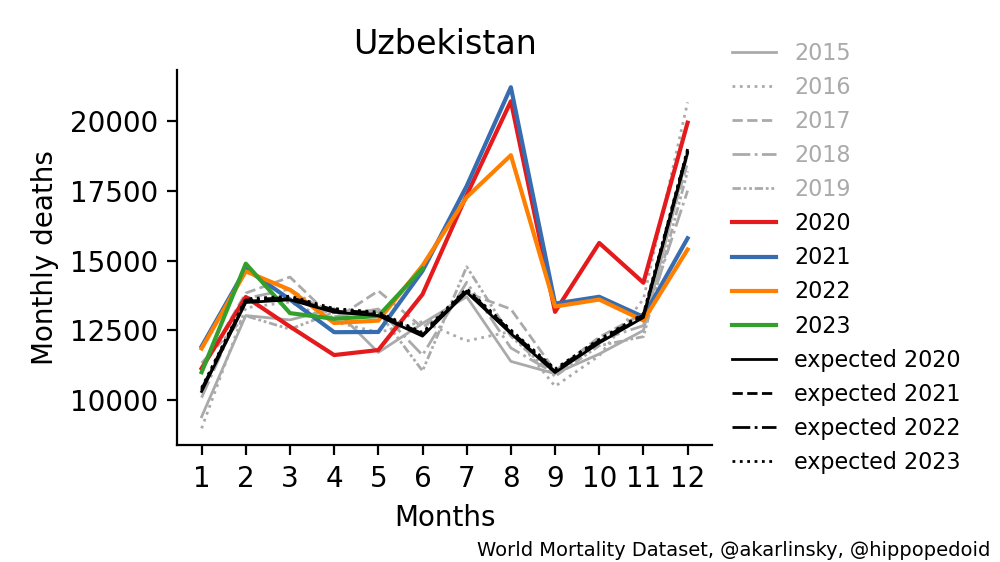 Uzbekistan
Monthly deaths
20000
17500
15000
12500
10000
1 2 3 4 5 6 7 8 9 10 11 12
Months
2015
2016
2017
2018
2019
2020
2021
2022
2023
expected 2020
expected 2021
expected 2022
expected 2023
World Mortality Dataset, @akarlinsky, @hippopedoid